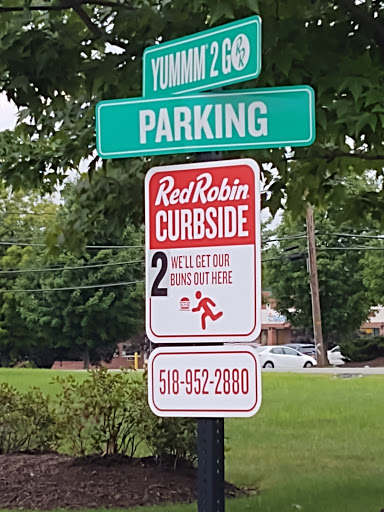 YUMMM® 2 GO
PARKING
Red Robin
CURBSIDE
2
WE'LL GET OUR
BUNS OUT HERE
518-952-2880